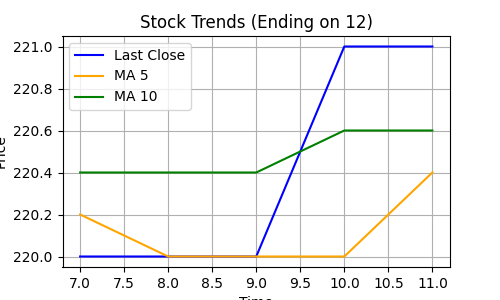 Stock Trends (Ending on 12)
Last Close
MA 5
MA 10
221.0
220.8
220.6
220.4
220.2
220.0
Price
7.0 7.5 8.0 8.5 9.0 9.5 10.0 10.5 11.0
Time